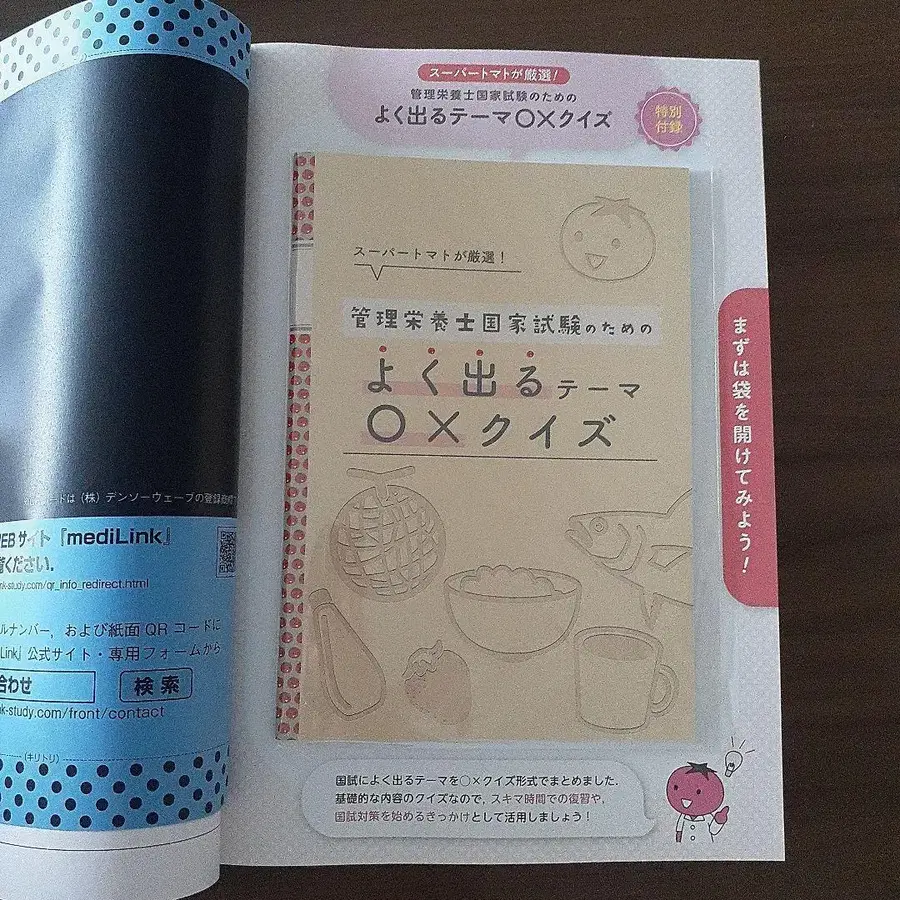 コードは(株)デンソーウェーブの登録商標
WEBサイト『mediLink』
ください.
nk-study.com/qr_info_redirect.html
ルナンバー,および紙面QRコードに
Link』公式サイト・専用フォームから
合わせ
検索
k-study.com/front/contact
(キリトリ)
スーパートマトが厳選!
管理栄養士国家試験のための
よく出るテーマ○×クイズ
特別
付録
スーパートマトが厳選!
管理栄養士国家試験のための
よく出るテーマ
○×クイズ
まずは袋を開けてみよう!
国試によく出るテーマを○×クイズ形式でまとめました.
基礎的な内容のクイズなので,スキマ時間での復習や,
国試対策を始めるきっかけとして活用しましょう!